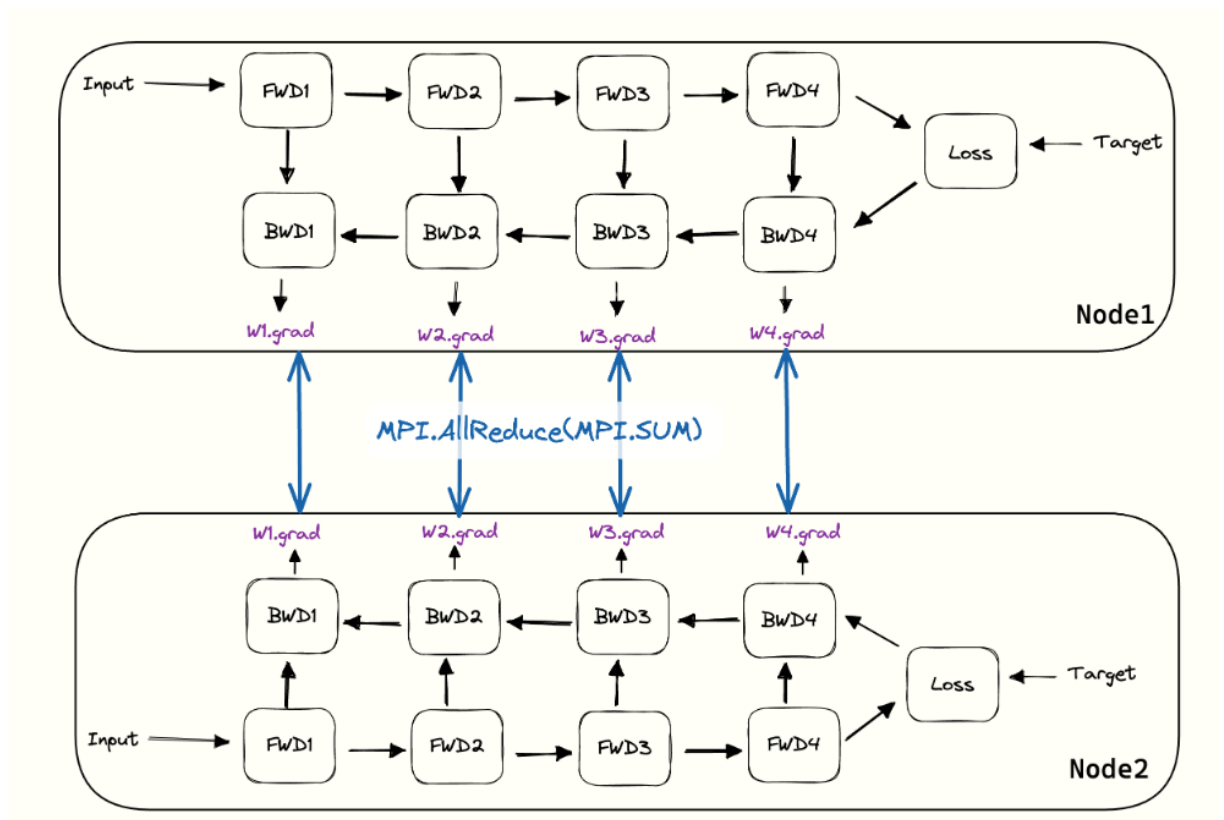 Input
FWD1
FWD2
FWD3
FWD4
Loss
Target
BWD1
BWD2
BWD3
BWD4
Node1
W1.grad
W2.grad
W3.grad
W4.grad
MPI.AllReduce(MPI.SUM)
W1.grad
W2.grad
W3.grad
W4.grad
BWD1
BWD2
BWD3
BWD4
Loss
Target
Input
FWD1
FWD2
FWD3
FWD4
Node2